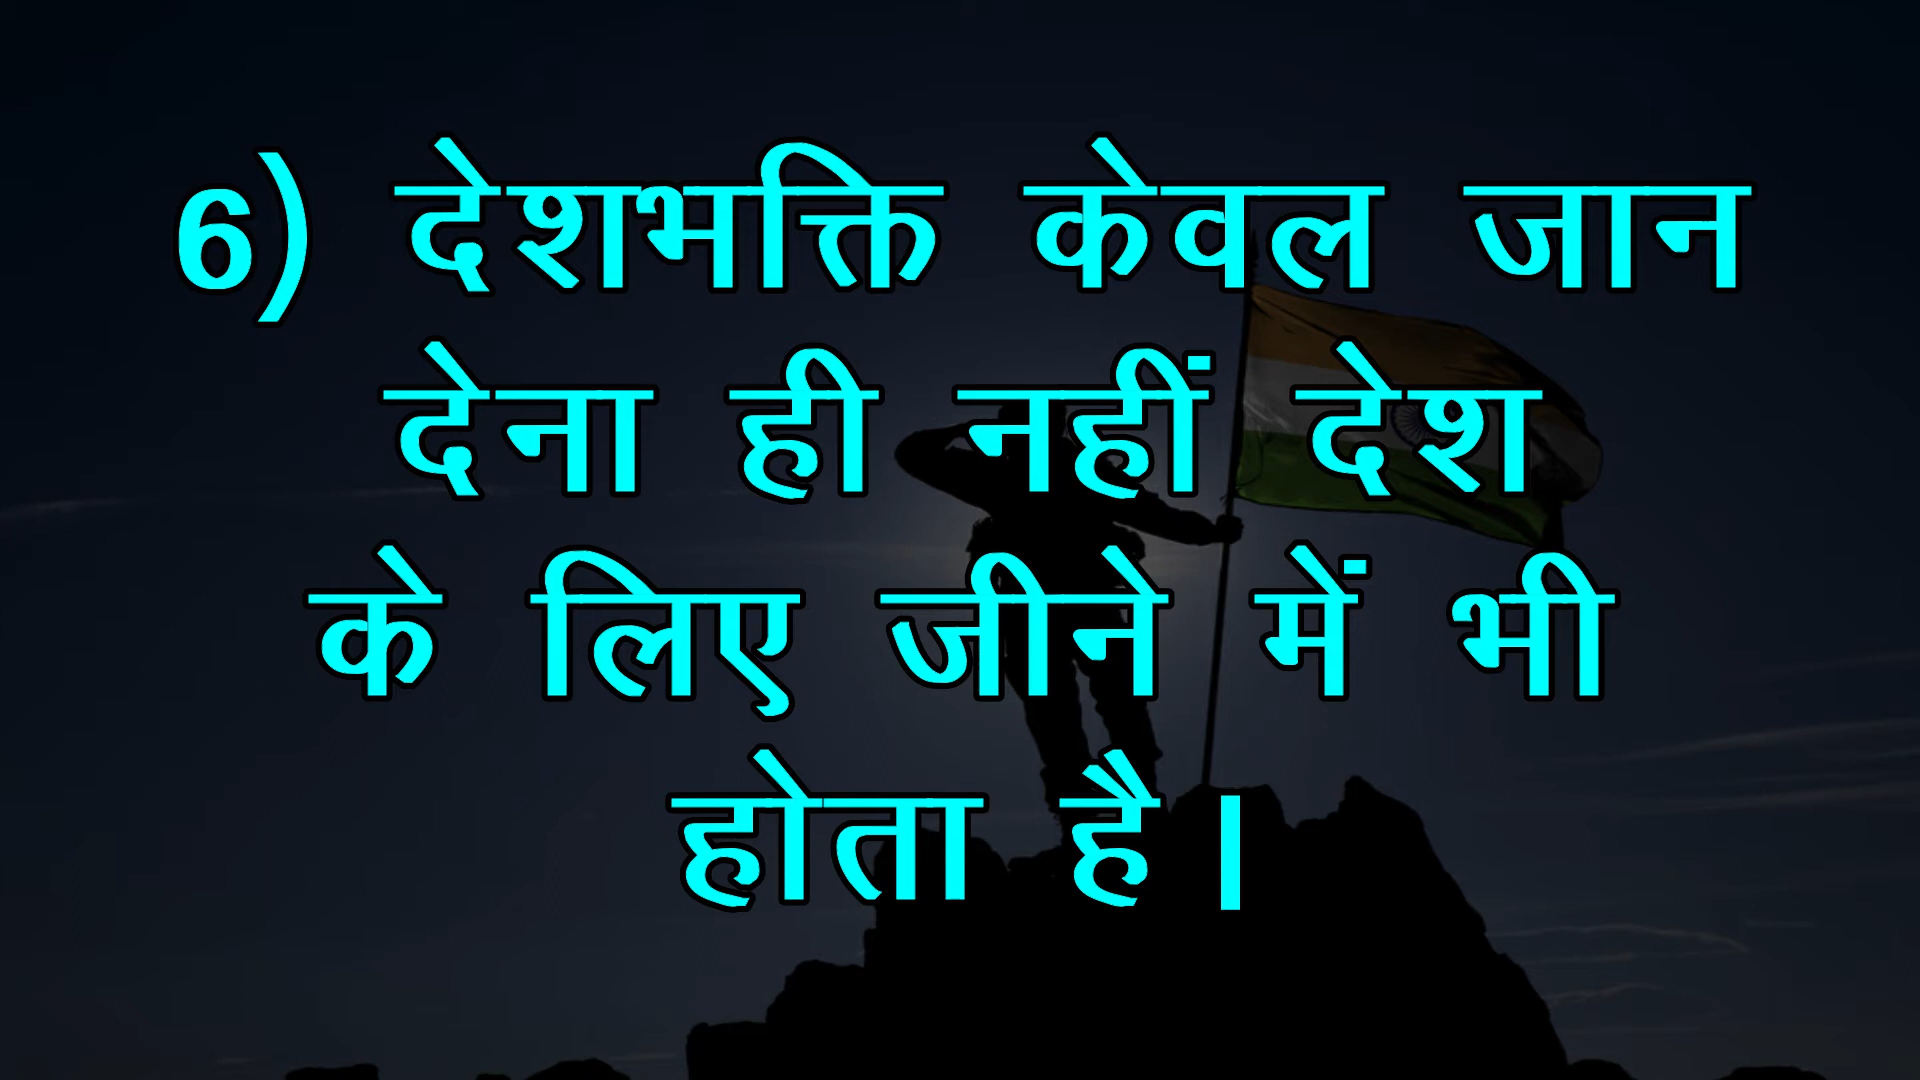 6) देशभक्ति केवल जान
देना ही नहीं देश
के लिए जीने में भी
होता है।